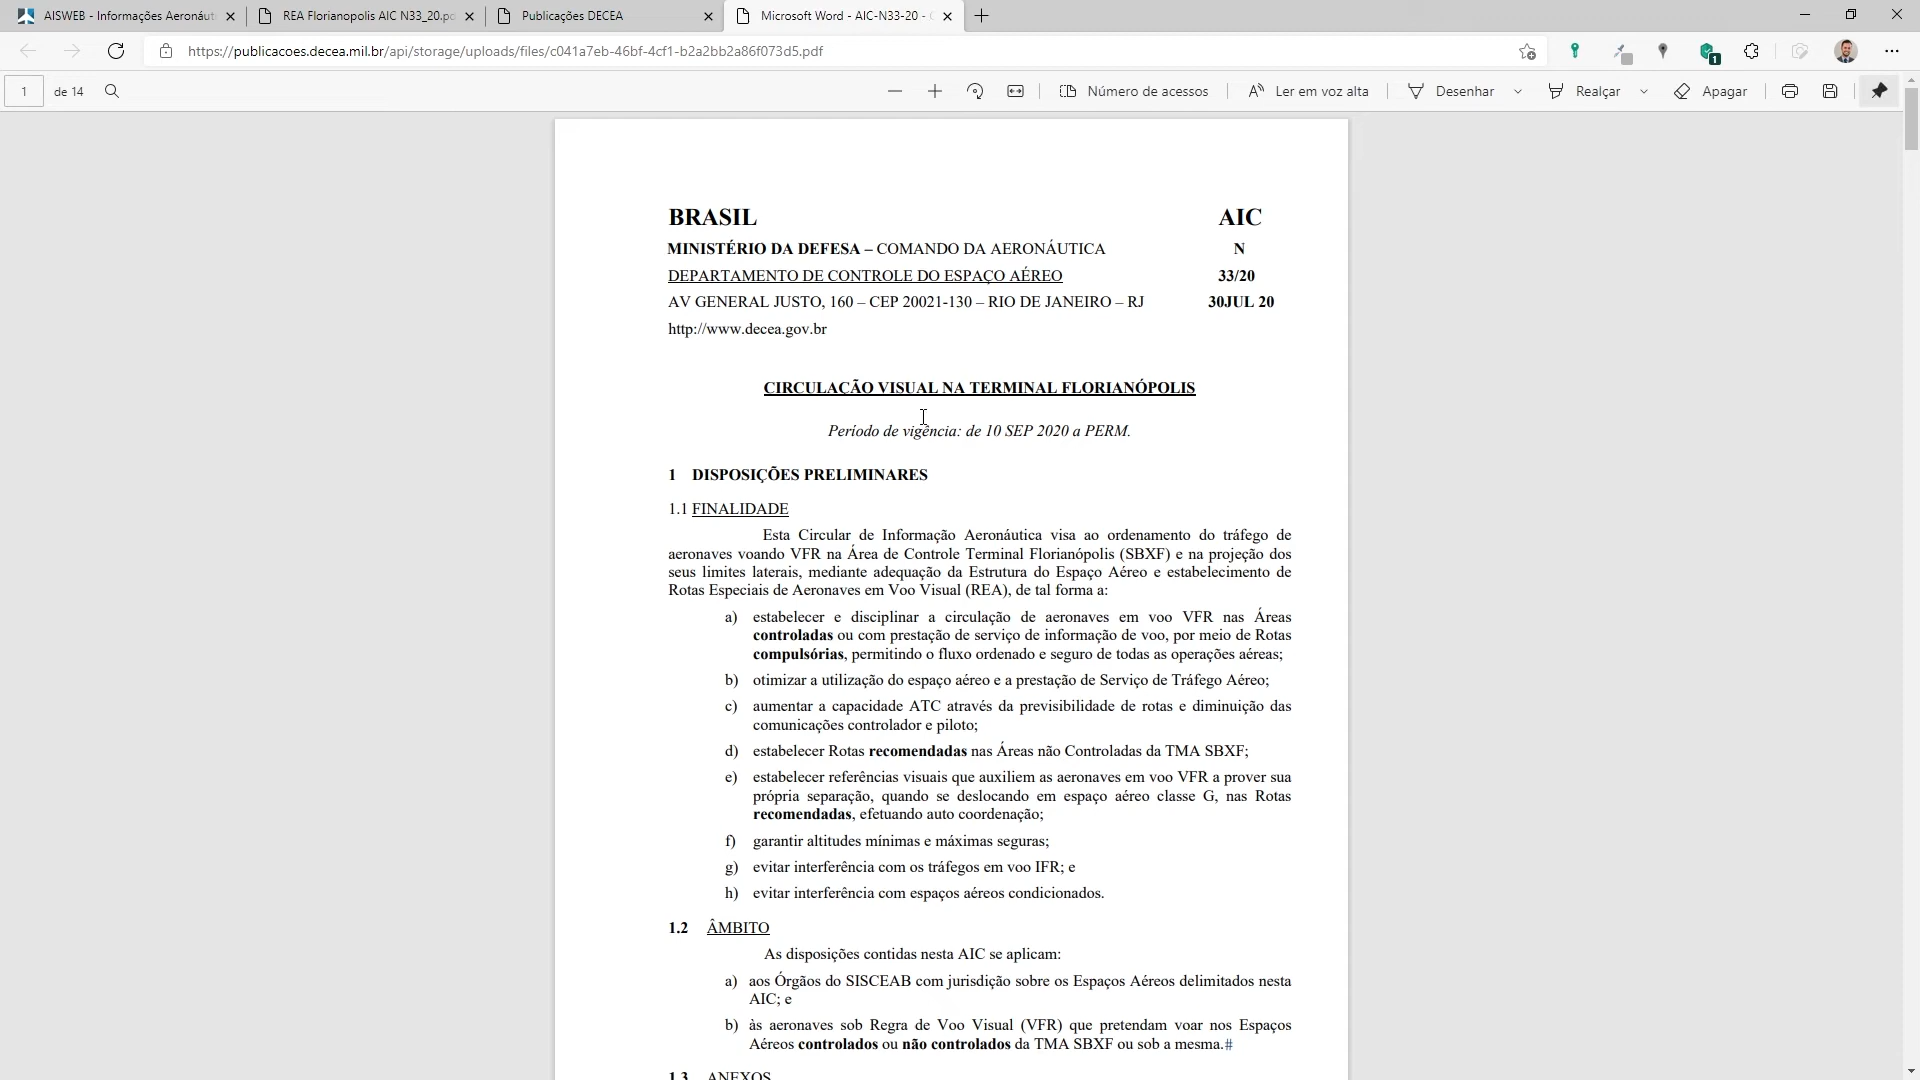 AISWEB - Informações Aeronáut
REA Florianopolis AIC N33_20.pd
Publicações DECEA
Microsoft Word - AIC-N33-20 -
https://publicacoes.decea.mil.br/api/storage/uploads/files/c041a7eb-46bf-4cf1-b2a2bb2a86f073d5.pdf
1
1 de 14
Número de acessos
Ler em voz alta
Desenhar
Realçar
Apagar
BRASIL AIC
MINISTÉRIO DA DEFESA – COMANDO DA AERONÁUTICA N
DEPARTAMENTO DE CONTROLE DO ESPAÇO AÉREO 33/20
AV GENERAL JUSTO, 160 – CEP 20021-130 – RIO DE JANEIRO – RJ 30JUL 20
http://www.decea.gov.br
CIRCULAÇÃO VISUAL NA TERMINAL FLORIANÓPOLIS
Período de vigência: de 10 SEP 2020 a PERM.
1 DISPOSIÇÕES PRELIMINARES
1.1 FINALIDADE
Esta Circular de Informação Aeronáutica visa ao ordenamento do tráfego de
aeronaves voando VFR na Área de Controle Terminal Florianópolis (SBXF) e na projeção dos
seus limites laterais, mediante adequação da Estrutura do Espaço Aéreo e estabelecimento de
Rotas Especiais de Aeronaves em Voo Visual (REA), de tal forma a:
a) estabelecer e disciplinar a circulação de aeronaves em voo VFR nas Áreas
controladas ou com prestação de serviço de informação de voo, por meio de Rotas
compulsórias, permitindo o fluxo ordenado e seguro de todas as operações aéreas;
b) otimizar a utilização do espaço aéreo e a prestação de Serviço de Tráfego Aéreo;
c) aumentar a capacidade ATC através da previsibilidade de rotas e diminuição das
comunicações controlador e piloto;
d) estabelecer Rotas recomendadas nas Áreas não Controladas da TMA SBXF;
e) estabelecer referências visuais que auxiliem as aeronaves em voo VFR a prover sua
própria separação, quando se deslocando em espaço aéreo classe G, nas Rotas
recomendadas, efetuando auto coordenação;
f) garantir altitudes mínimas e máximas seguras;
g) evitar interferência com os tráfegos em voo IFR; e
h) evitar interferência com espaços aéreos condicionados.
1.2 ÂMBITO
As disposições contidas nesta AIC se aplicam:
a) aos Órgãos do SISCEAB com jurisdição sobre os Espaços Aéreos delimitados nesta
AIC; e
b) às aeronaves sob Regra de Voo Visual (VFR) que pretendam voar nos Espaços
Aéreos controlados ou não controlados da TMA SBXF ou sob a mesma.#
1.3 ANEXOS